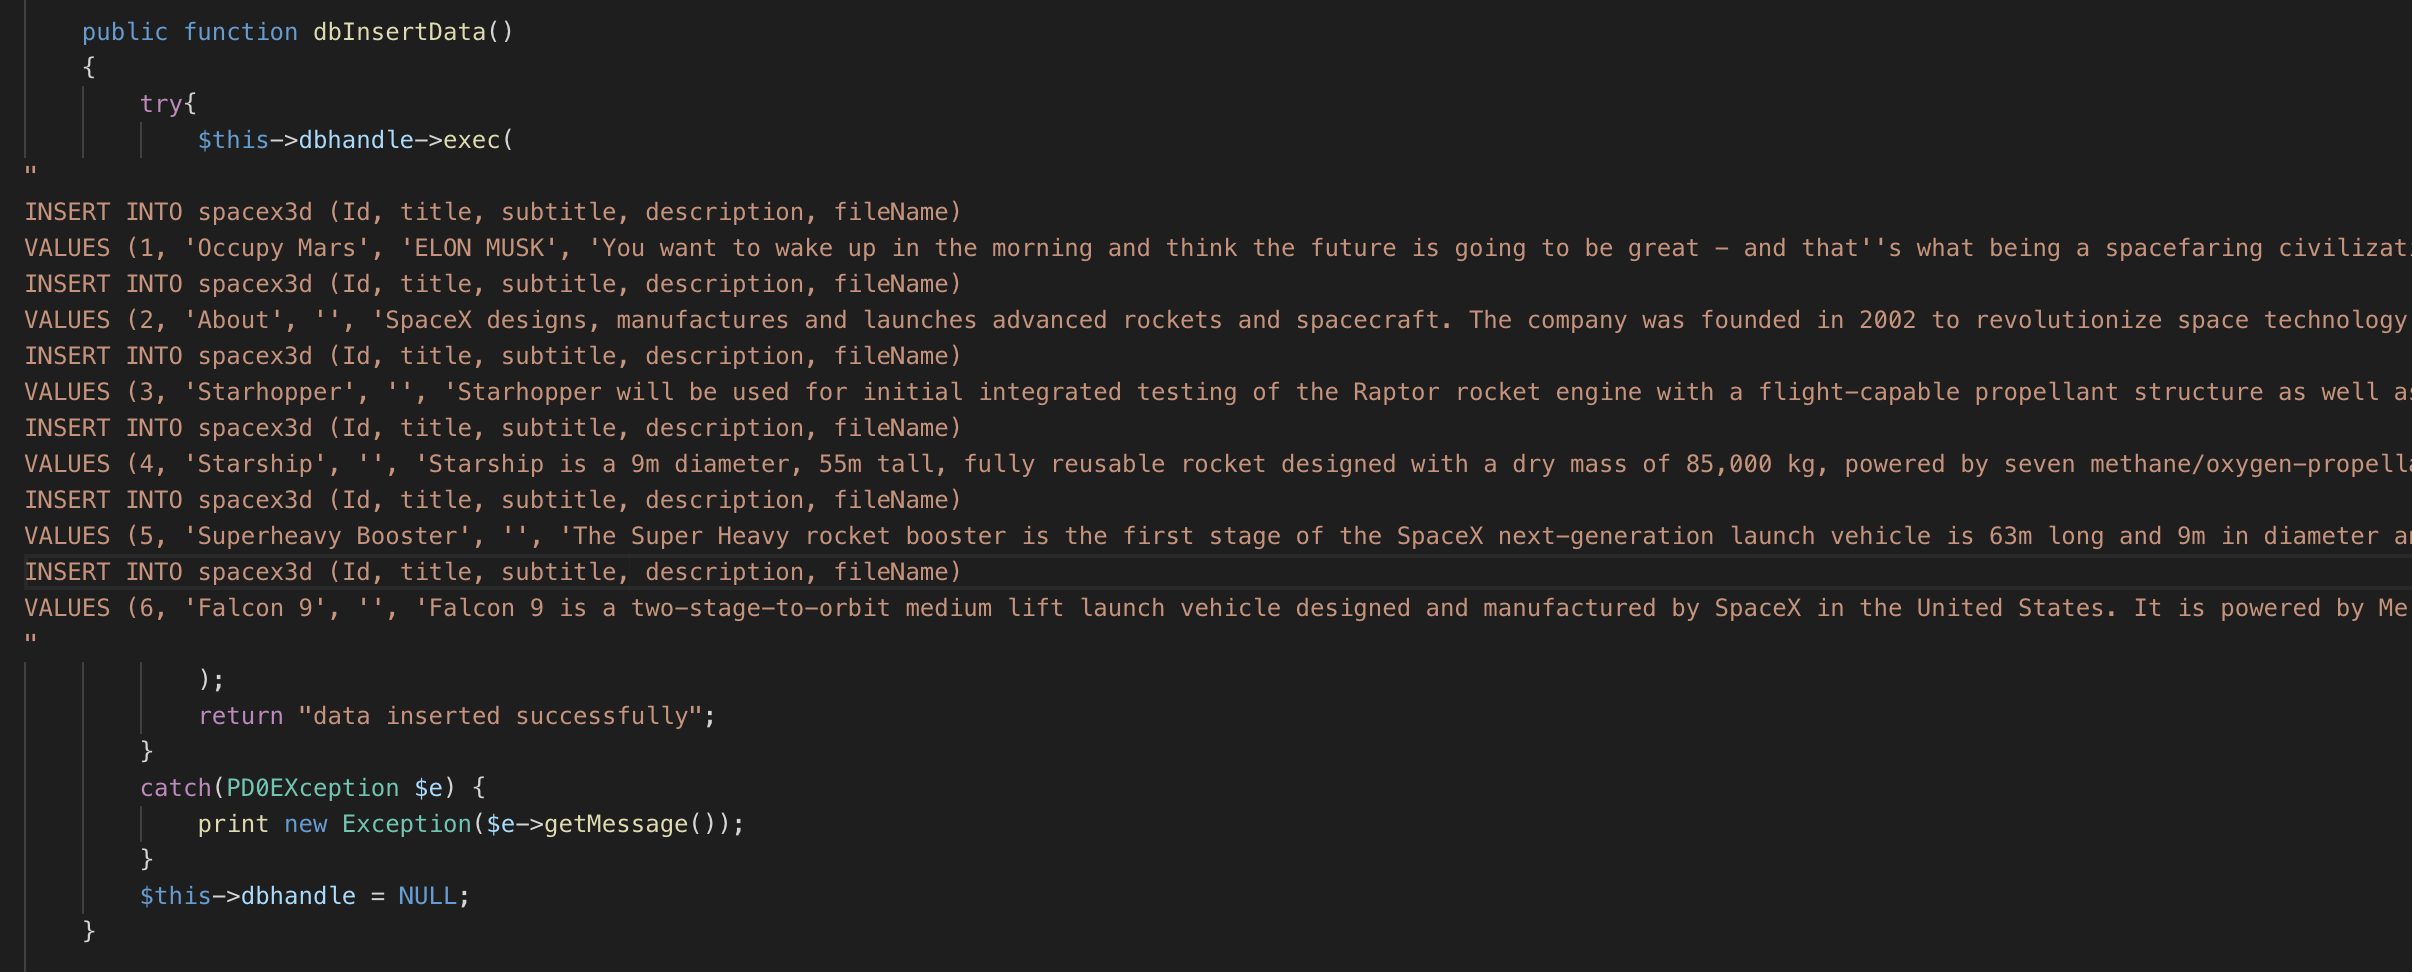 public function dbInsertData()
{
try{
$this->dbhandle->exec(
"
INSERT INTO spacex3d (Id, title, subtitle, description, fileName)
VALUES (1, 'Occupy Mars', 'ELON MUSK', 'You want to wake up in the morning and think the future is going to be great - and that''s what being a spacefaring civilizati
INSERT INTO spacex3d (Id, title, subtitle, description, fileName)
VALUES (2, 'About', '', 'SpaceX designs, manufactures and launches advanced rockets and spacecraft. The company was founded in 2002 to revolutionize space technology
INSERT INTO spacex3d (Id, title, subtitle, description, fileName)
VALUES (3, 'Starhopper', '', 'Starhopper will be used for initial integrated testing of the Raptor rocket engine with a flight-capable propellant structure as well as
INSERT INTO spacex3d (Id, title, subtitle, description, fileName)
VALUES (4, 'Starship', '', 'Starship is a 9m diameter, 55m tall, fully reusable rocket designed with a dry mass of 85,000 kg, powered by seven methane/oxygen-propella
INSERT INTO spacex3d (Id, title, subtitle, description, fileName)
VALUES (5, 'Superheavy Booster', '', 'The Super Heavy rocket booster is the first stage of the SpaceX next-generation launch vehicle is 63m long and 9m in diameter an
INSERT INTO spacex3d (Id, title, subtitle, description, fileName)
VALUES (6, 'Falcon 9', '', 'Falcon 9 is a two-stage-to-orbit medium lift launch vehicle designed and manufactured by SpaceX in the United States. It is powered by Me
"
);
return "data inserted successfully";
}
catch(PD0EXception $e) {
print new Exception($e->getMessage());
}
$this->dbhandle = NULL;
}